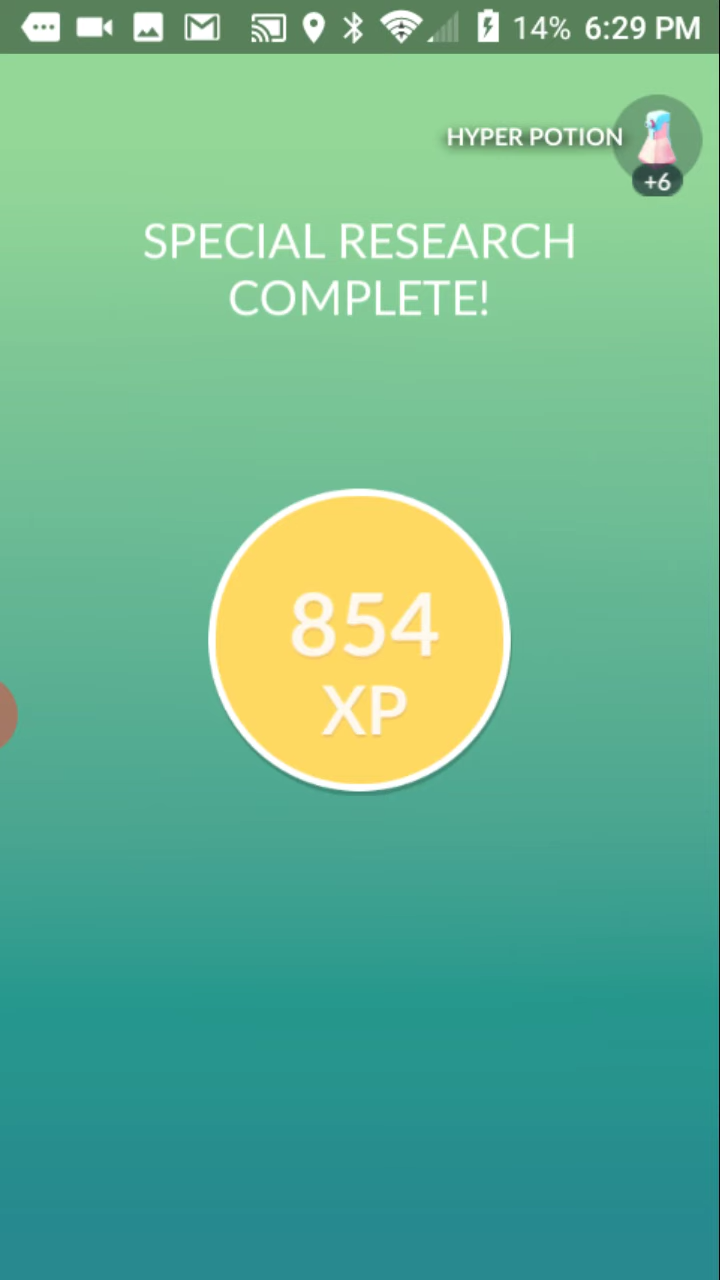 14% 6:29 PM
HYPER POTION
+6
SPECIAL RESEARCH
COMPLETE!
854
XP